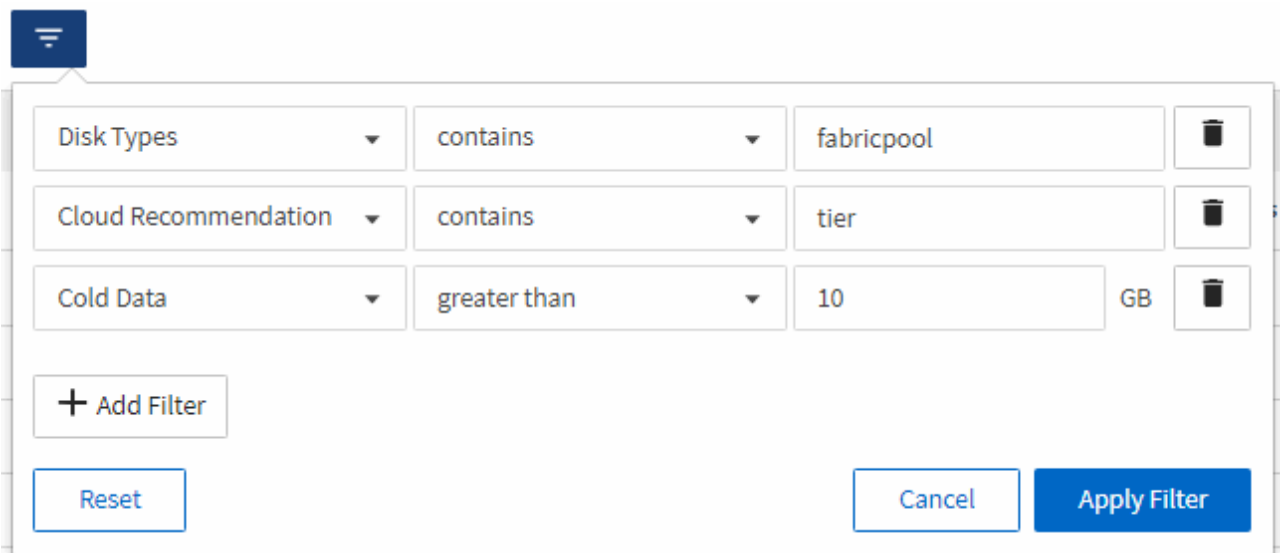 Disk Types contains fabricpool
Cloud Recommendation contains tier
Cold Data greater than 10 GB
+ Add Filter
Reset Cancel Apply Filter